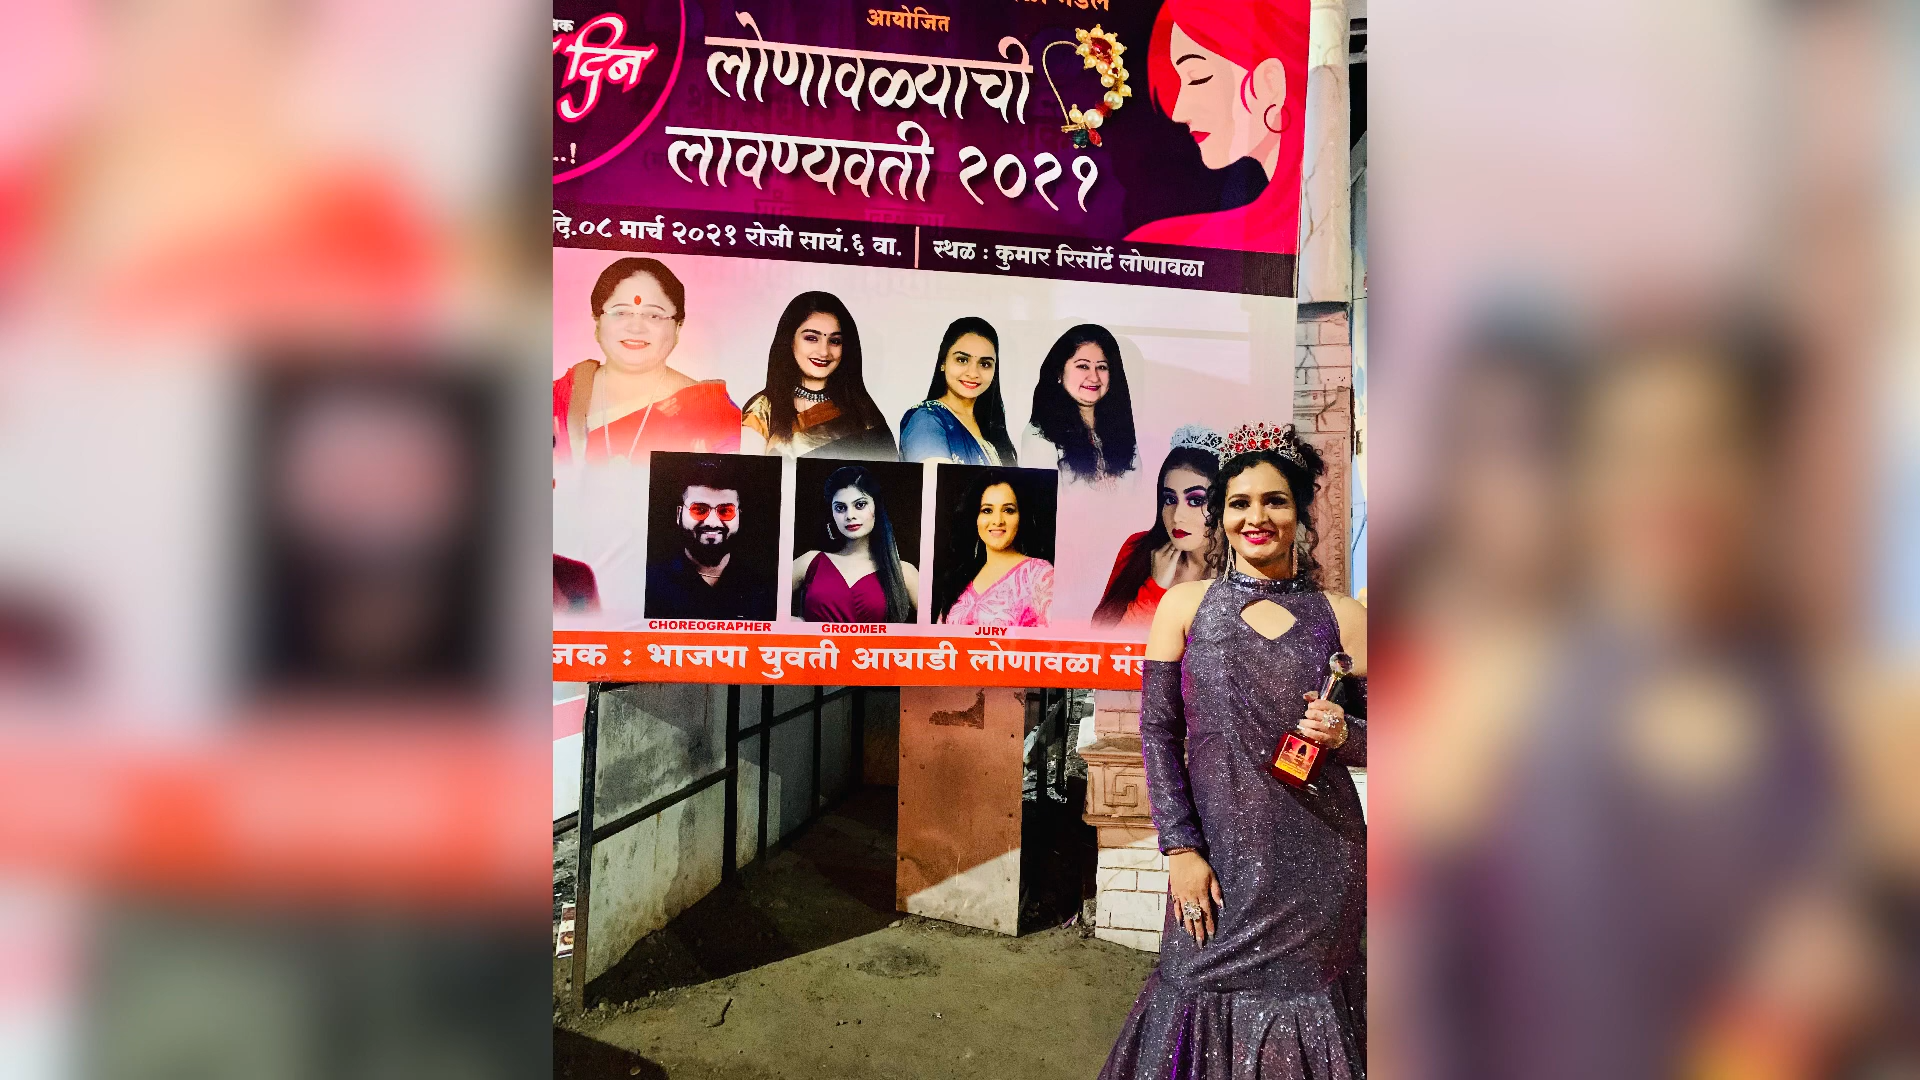 आयोजित
दिन
लोणावळ्याची
लावण्यवती २०२१
...!
दि.०८ मार्च २०२१ रोजी सायं.६ वा. | स्थळ : कुमार रिसॉर्ट लोणावळा
CHOREOGRAPHER
GROOMER
JURY
भाजपा युवती आघाडी लोणावळा